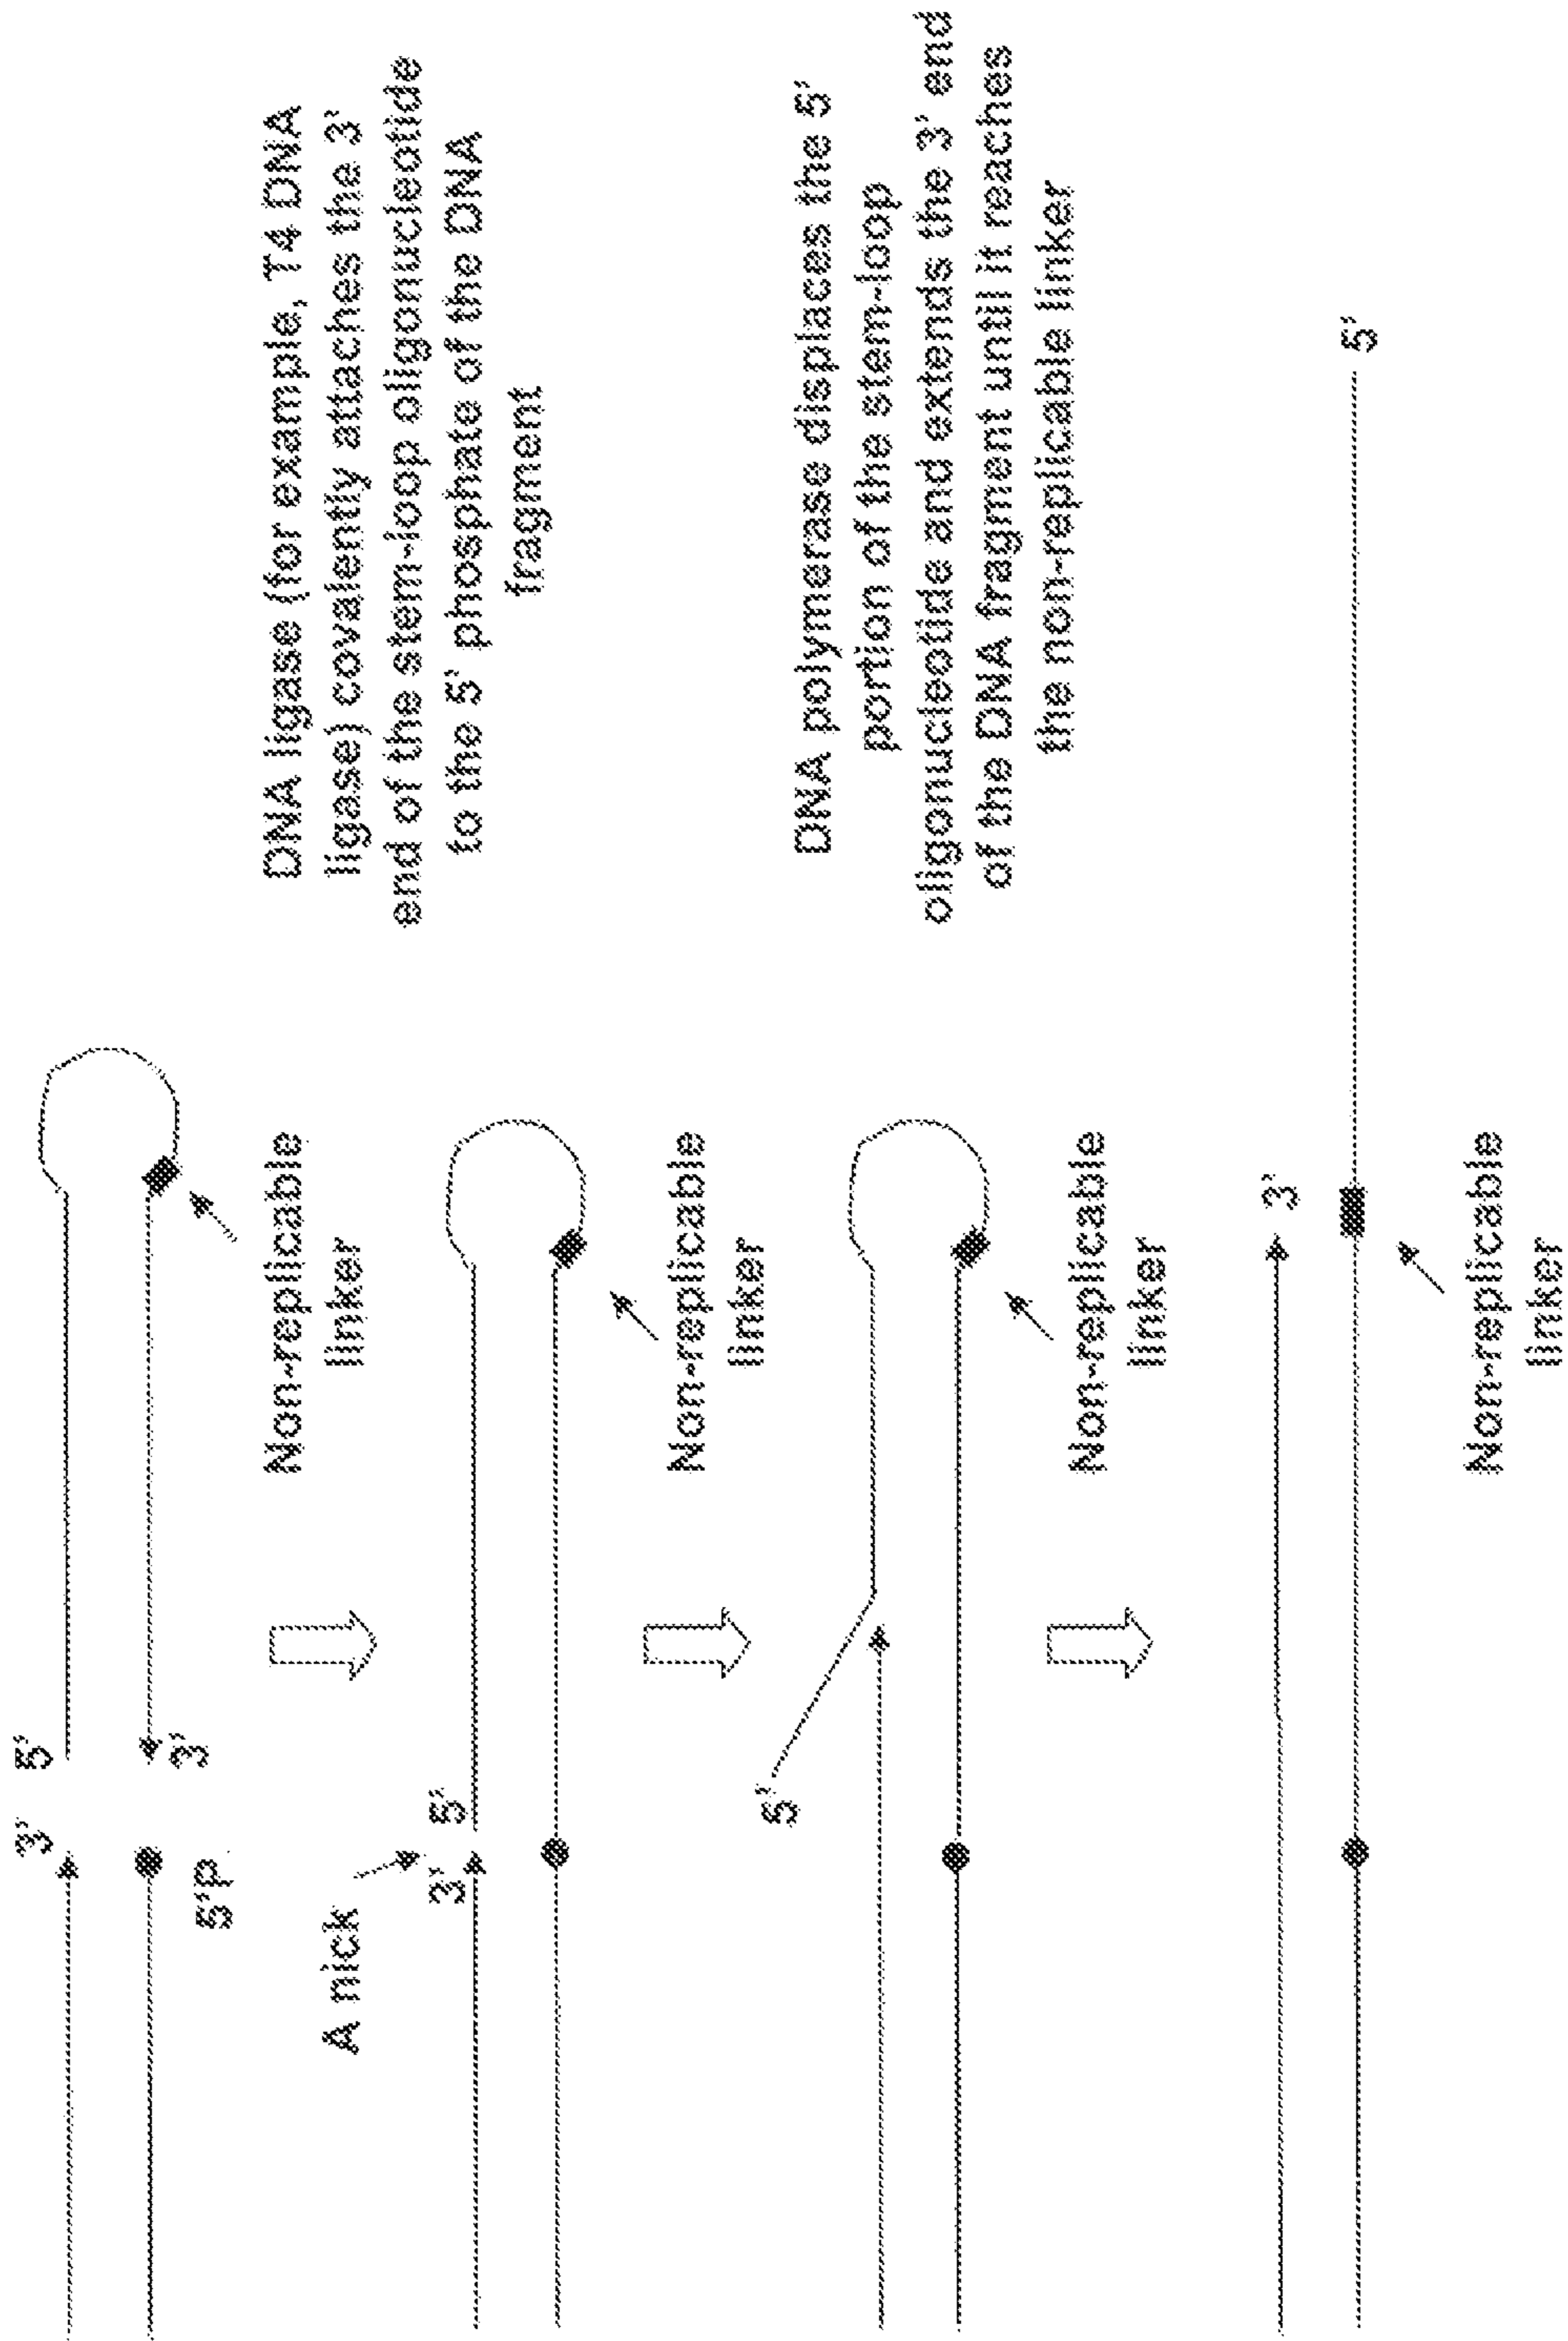 3'
5'
5'P
3'
Non-replicable
linker
DNA ligase (for example, T4 DNA
ligase) covalently attaches the 3'
end of the stem-loop oligonucleotide
to the 5' phosphate of the DNA
fragment
A nick
3'
5'
Non-replicable
linker
5'
Non-replicable
linker
DNA polymerase displaces the 5'
portion of the stem-loop
oligonucleotide and extends the 3' end
of the DNA fragment until it reaches
the non-replicable linker
3'
5'
Non-replicable
linker